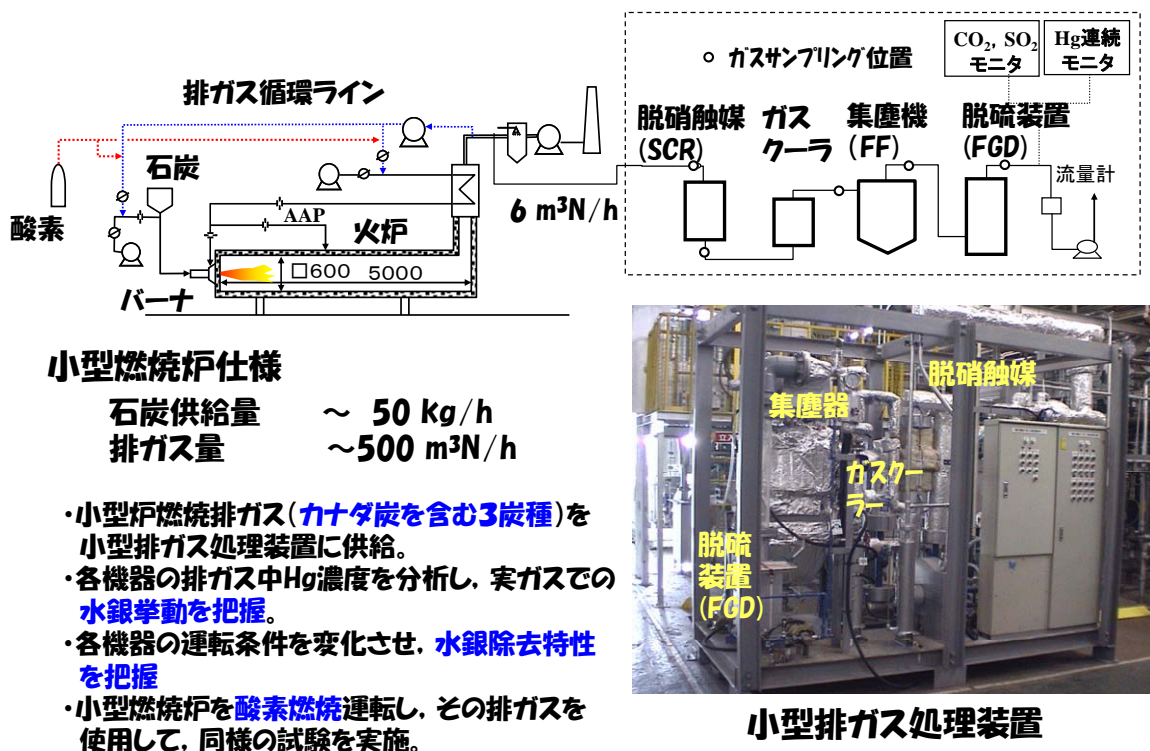 CO₂, SO₂
モニタ
Hg連続
モニタ
ガスサンプリング位置
排ガス循環ライン
脱硝触媒
(SCR)
ガス
クーラ
集塵機
(FF)
脱硫装置
(FGD)
石炭
流量計
酸素
AAP
火炉
6 m³N/h
□600 5000
バーナ
小型燃焼炉仕様
石炭供給量 ～ 50 kg/h
排ガス量 ～500 m³N/h
・小型炉燃焼排ガス(カナダ炭を含む3炭種)を
小型排ガス処理装置に供給。
・各機器の排ガス中Hg濃度を分析し, 実ガスでの
水銀挙動を把握。
・各機器の運転条件を変化させ, 水銀除去特性
を把握
・小型燃焼炉を酸素燃焼運転し, その排ガスを
使用して, 同様の試験を実施。
脱硝触媒
集塵器
ガスクー
ラー
脱硫
装置
(FGD)
小型排ガス処理装置